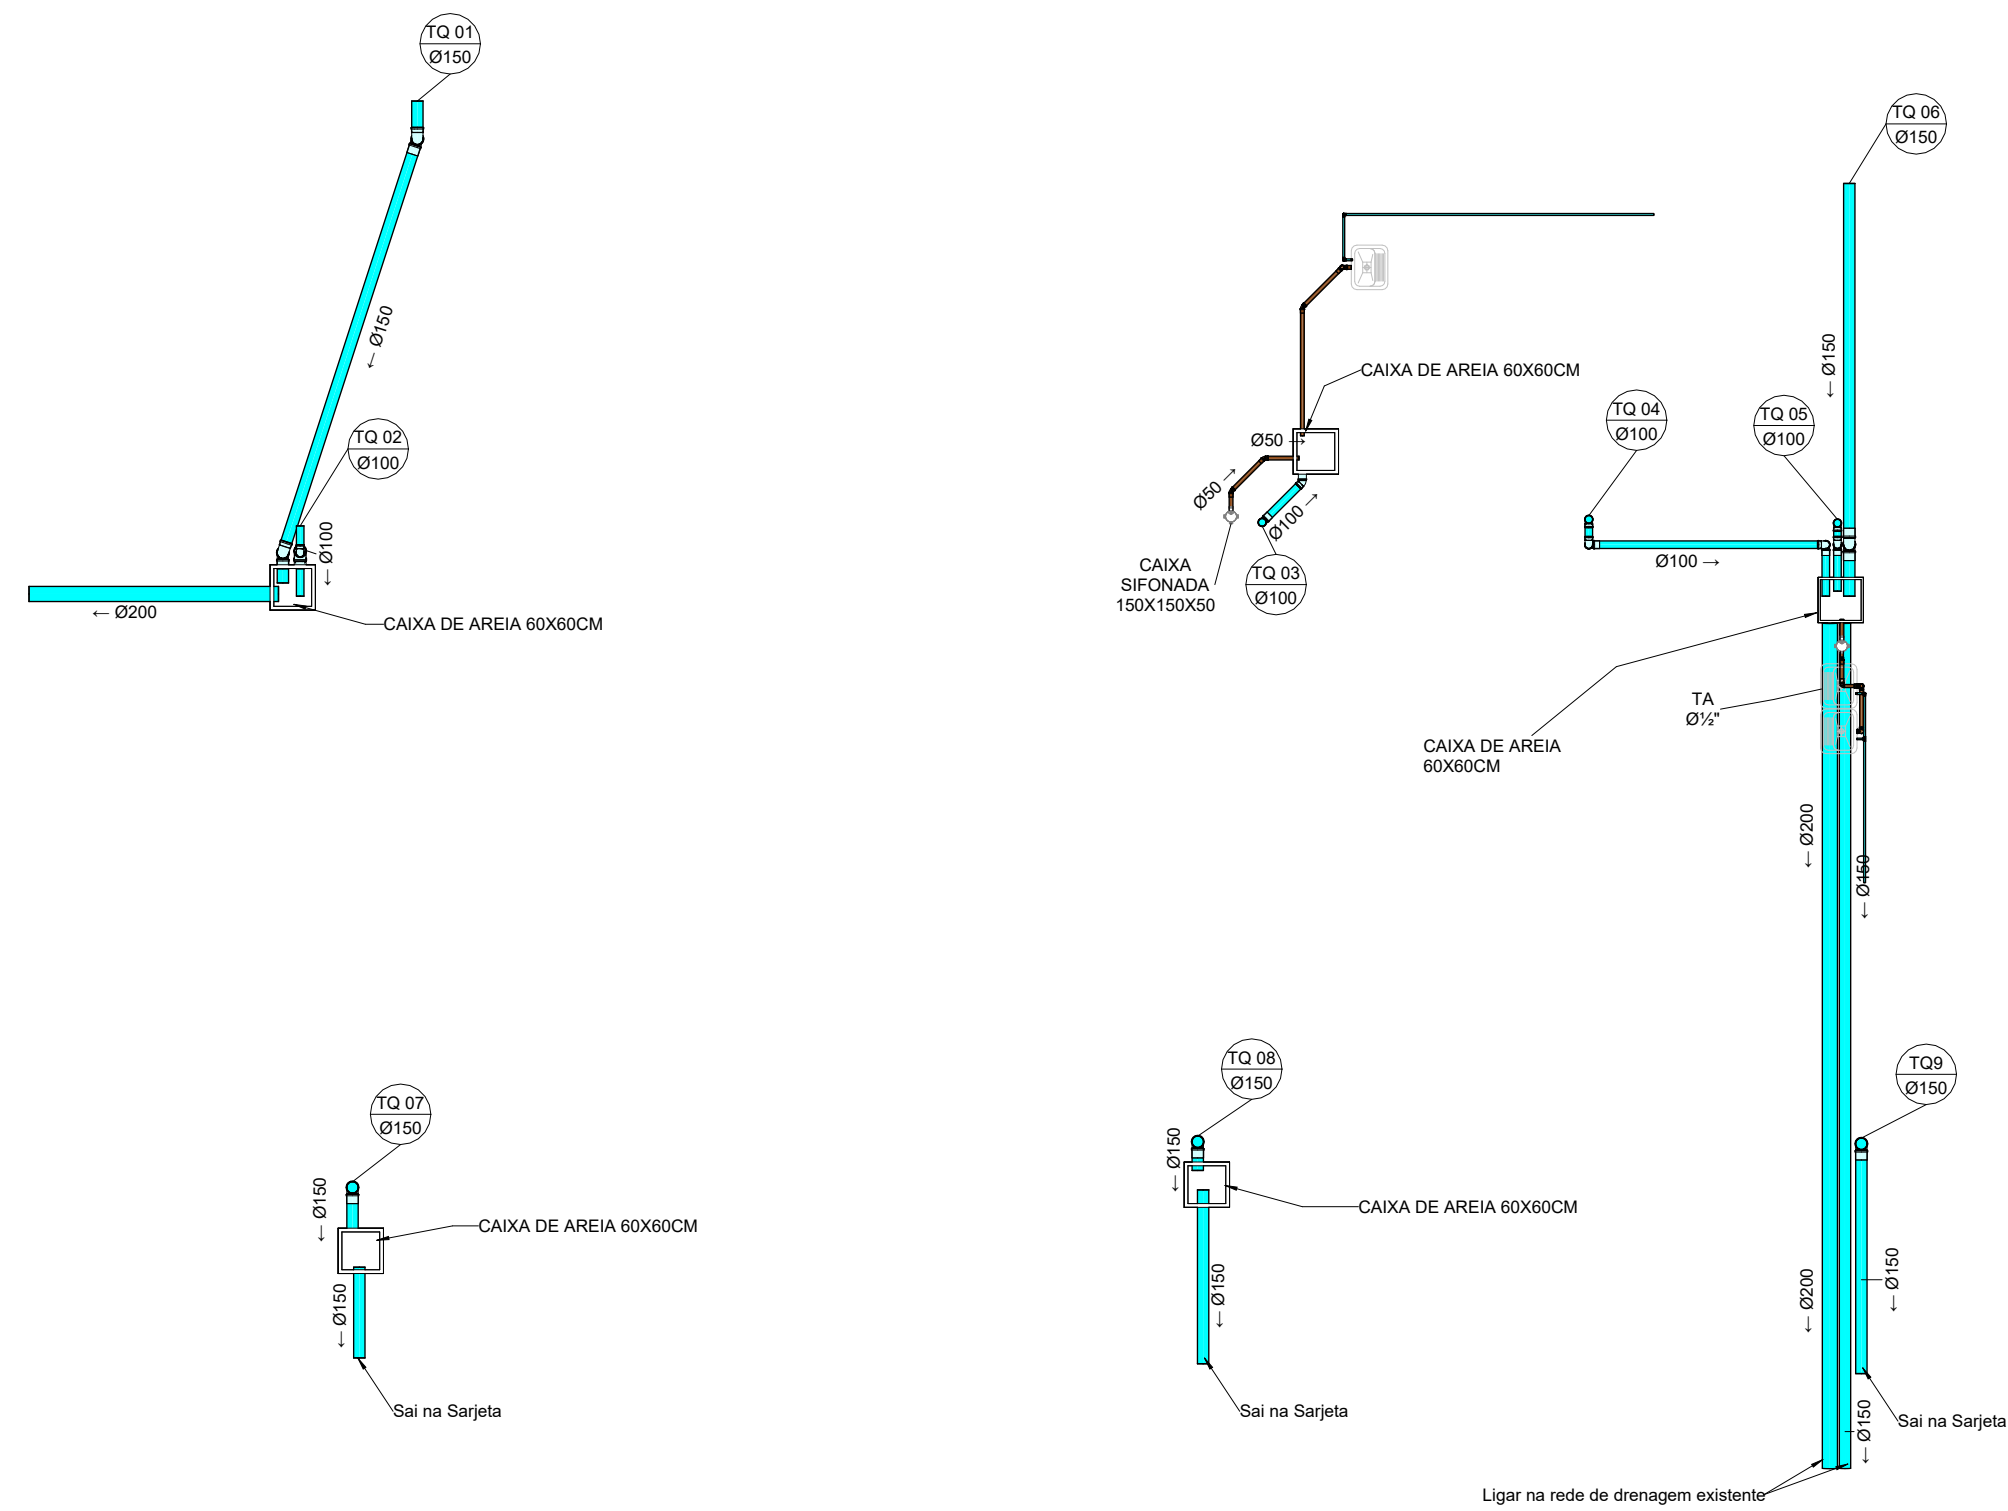 TQ 01
Ø150
TQ 06
Ø150
← Ø150
← Ø150
CAIXA DE AREIA 60X60CM
TQ 04
Ø100
TQ 05
Ø100
TQ 02
Ø100
← Ø100
Ø50 →
Ø50 →
Ø100 →
Ø100 →
CAIXA
SIFONADA
150X150X50
TQ 03
Ø100
← Ø200
CAIXA DE AREIA 60X60CM
TA
Ø½"
CAIXA DE AREIA
60X60CM
← Ø200
← Ø150
TQ 08
Ø150
TQ9
Ø150
TQ 07
Ø150
← Ø150
← Ø150
CAIXA DE AREIA 60X60CM
CAIXA DE AREIA 60X60CM
← Ø150
← Ø150
← Ø200
← Ø150
Sai na Sarjeta
Sai na Sarjeta
Sai na Sarjeta
← Ø150
Ligar na rede de drenagem existente